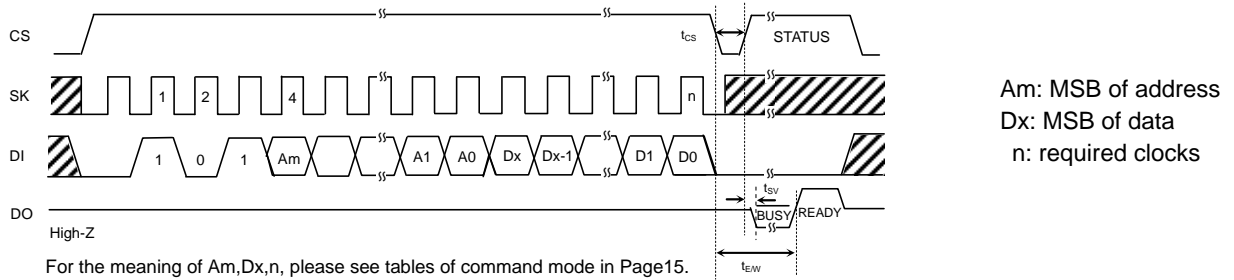 CS
tCS
STATUS
SK
1 2 4 n
Am: MSB of address
Dx: MSB of data
n: required clocks
DI
1 0 1 Am A1 A0 Dx Dx-1 D1 D0
tSV
DO
BUSY READY
High-Z
tE/W
For the meaning of Am,Dx,n, please see tables of command mode in Page15.